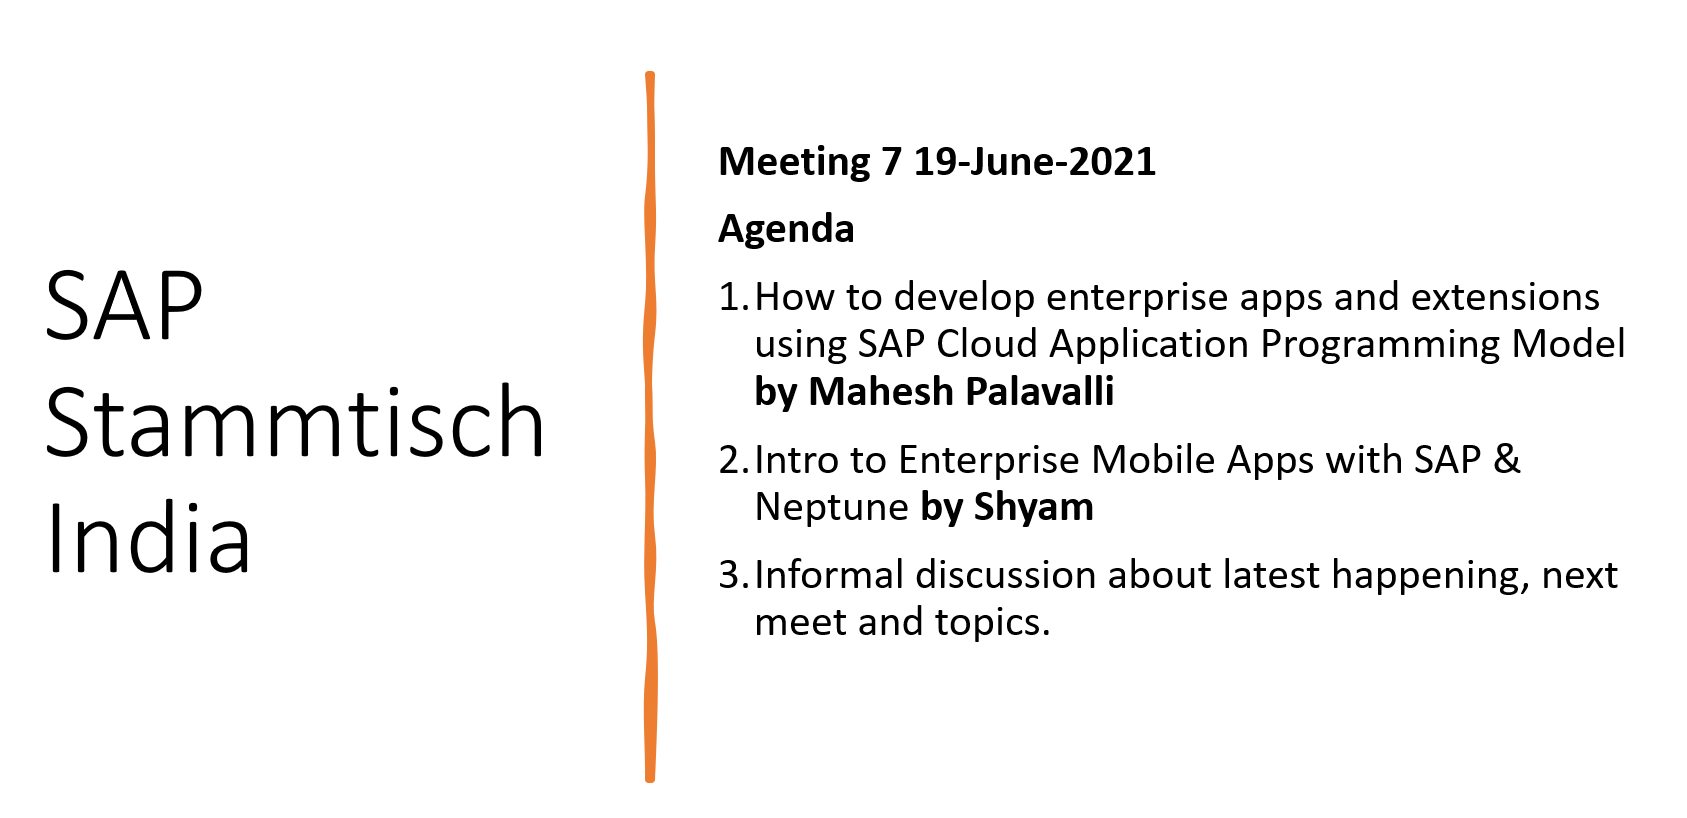 SAP
Stammtisch
India
Meeting 7 19-June-2021
Agenda
1. How to develop enterprise apps and extensions
using SAP Cloud Application Programming Model
by Mahesh Palavalli
2. Intro to Enterprise Mobile Apps with SAP &
Neptune by Shyam
3. Informal discussion about latest happening, next
meet and topics.